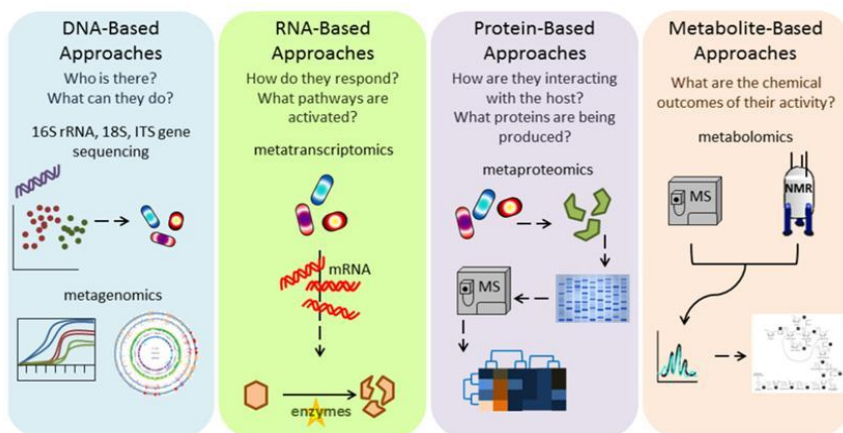 DNA-Based
Approaches
Who is there?
What can they do?
16S rRNA, 18S, ITS gene
sequencing
metagenomics
RNA-Based
Approaches
How do they respond?
What pathways are
activated?
metatranscriptomics
mRNA
enzymes
Protein-Based
Approaches
How are they interacting
with the host?
What proteins are being
produced?
metaproteomics
MS
Metabolite-Based
Approaches
What are the chemical
outcomes of their activity?
metabolomics
MS
NMR